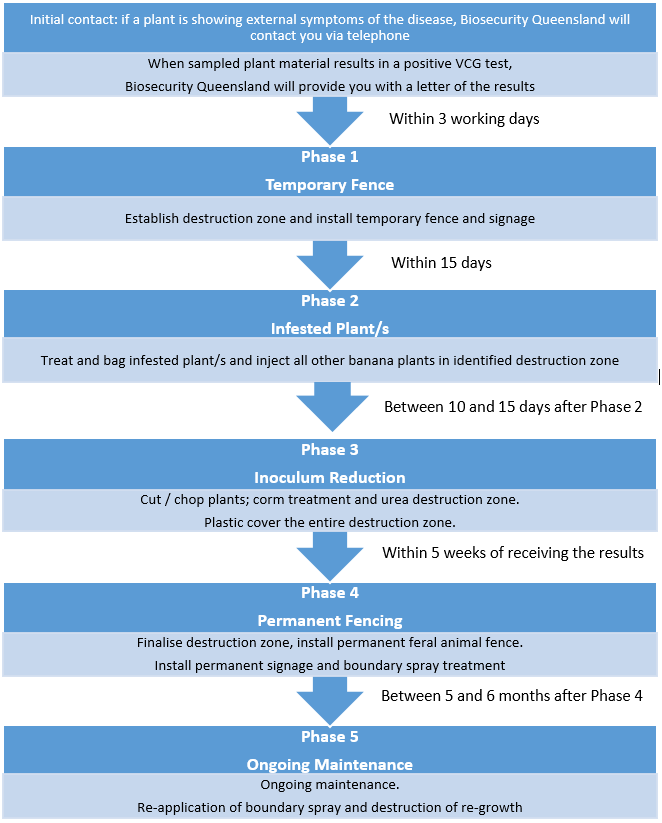 Initial contact: if a plant is showing external symptoms of the disease, Biosecurity Queensland will
contact you via telephone
When sampled plant material results in a positive VCG test,
Biosecurity Queensland will provide you with a letter of the results
Within 3 working days
Phase 1
Temporary Fence
Establish destruction zone and install temporary fence and signage
Within 15 days
Phase 2
Infested Plant/s
Treat and bag infested plant/s and inject all other banana plants in identified destruction zone
Between 10 and 15 days after Phase 2
Phase 3
Inoculum Reduction
Cut / chop plants; corm treatment and urea destruction zone.
Plastic cover the entire destruction zone.
Within 5 weeks of receiving the results
Phase 4
Permanent Fencing
Finalise destruction zone, install permanent feral animal fence.
Install permanent signage and boundary spray treatment
Between 5 and 6 months after Phase 4
Phase 5
Ongoing Maintenance
Ongoing maintenance.
Re-application of boundary spray and destruction of re-growth